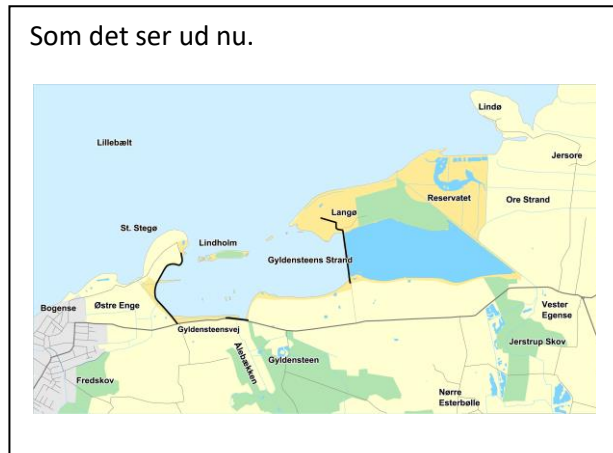 Som det ser ud nu.
Lindø
Lillebælt
Jersore
Reservatet
Ore Strand
Langø
St. Stegø
Lindholm
Gyldensteens Strand
Bogense
Østre Enge
Vester
Egense
Gyldensteensvej
Jerstrup Skov
Ålebækken
Gyldensteen
Fredskov
Nørre
Esterbølle